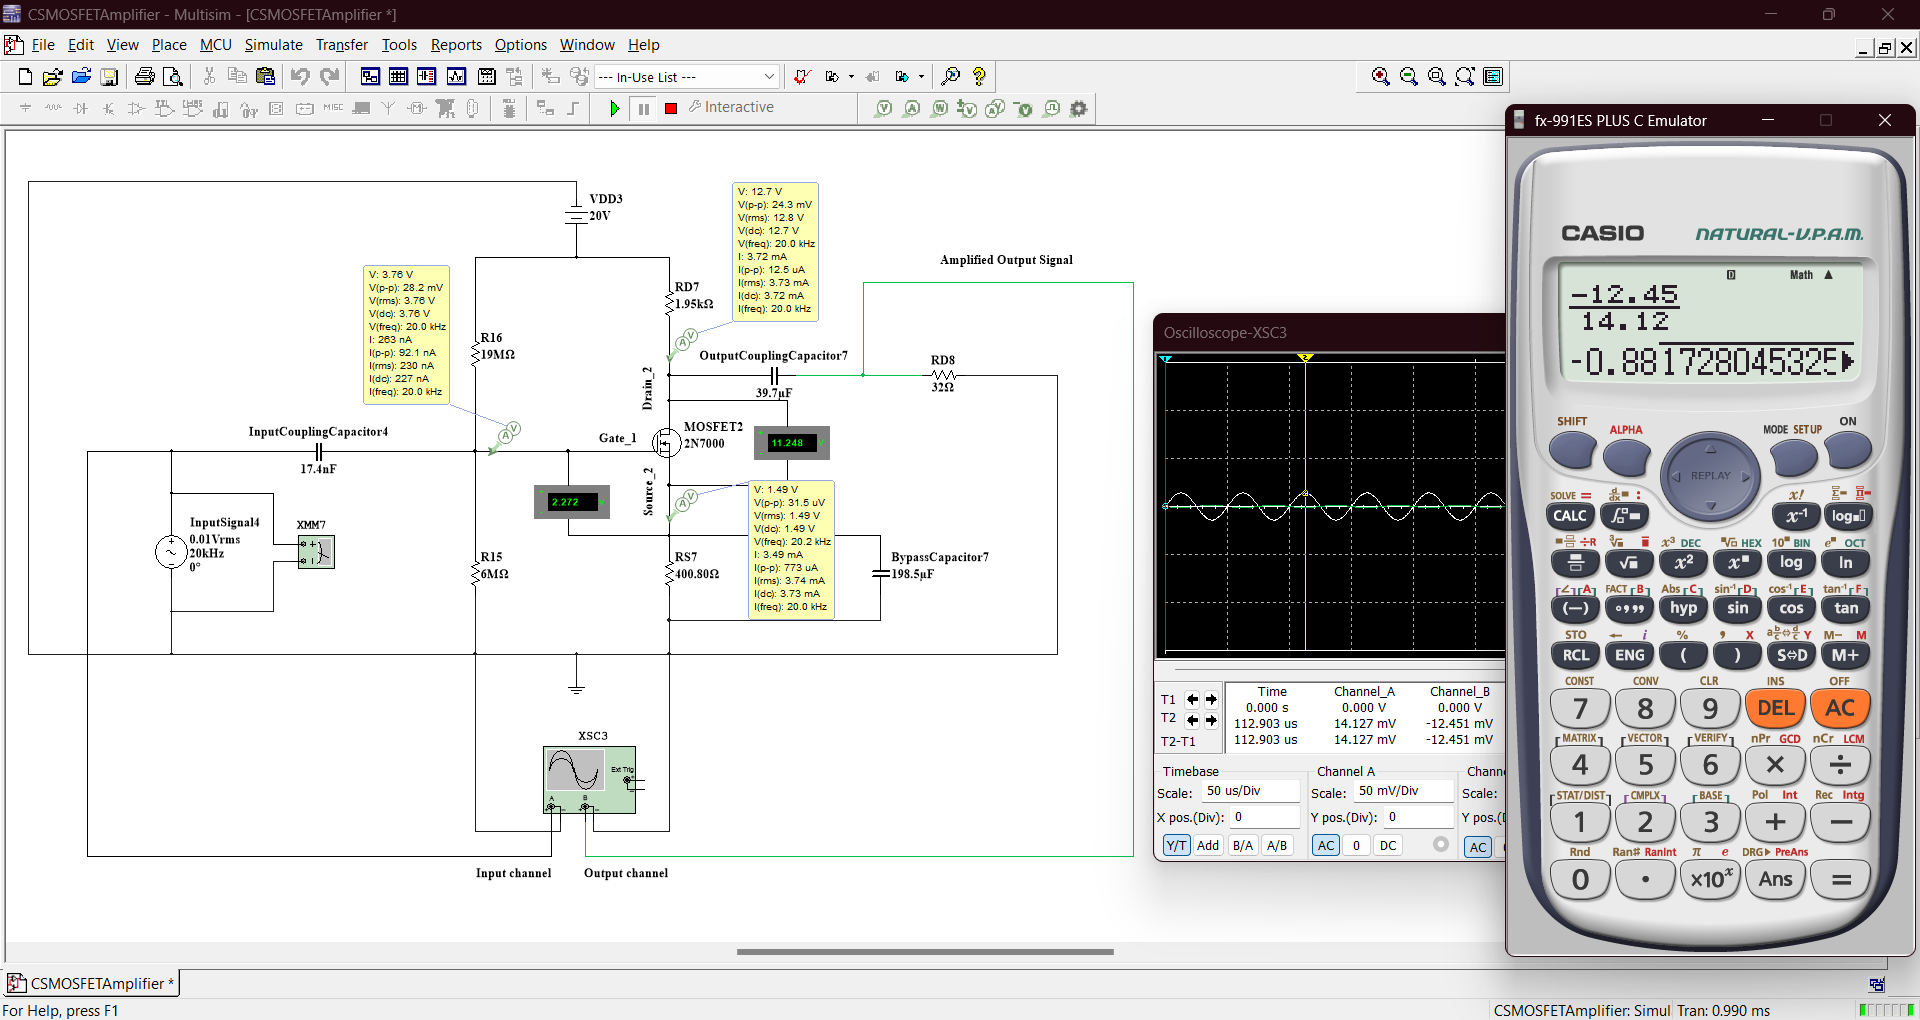 CSMOSFETAmplifier - Multisim - [CSMOSFETAmplifier *]
File Edit View Place MCU Simulate Transfer Tools Reports Options Window Help
--- In-Use List ---
MISC
Interactive
fx-991ES PLUS C Emulator
VDD3
20V
V: 12.7 V
V(p-p): 24.3 mV
V(rms): 12.8 V
V(dc): 12.7 V
V(freq): 20.0 kHz
I: 3.72 mA
I(p-p): 12.5 uA
I(rms): 3.73 mA
I(dc): 3.72 mA
I(freq): 20.0 kHz
V: 3.76 V
V(p-p): 28.2 mV
V(rms): 3.76 V
V(dc): 3.76 V
V(freq): 20.0 kHz
I: 263 nA
I(p-p): 92.1 nA
I(rms): 230 nA
I(dc): 227 nA
I(freq): 20.0 kHz
Amplified Output Signal
RD7
1.95kΩ
R16
19MΩ
A V
OutputCouplingCapacitor7
39.7µF
RD8
32Ω
Drain_2
InputCouplingCapacitor4
17.4nF
A V
Gate_1
MOSFET2
2N7000
11.248 V
2.272 V
Source_2
A V
V: 1.49 V
V(p-p): 31.5 uV
V(rms): 1.49 V
V(dc): 1.49 V
V(freq): 20.2 kHz
I: 3.49 mA
I(p-p): 773 uA
I(rms): 3.74 mA
I(dc): 3.73 mA
I(freq): 20.0 kHz
InputSignal4
0.01Vrms
20kHz
0°
XMM7
R15
6MΩ
RS7
400.80Ω
BypassCapacitor7
198.5µF
XSC3
Ext Trig
A B
Input channel
Output channel
Oscilloscope-XSC3
1 2
Time Channel_A Channel_B
T1 0.000 s 0.000 V 0.000 V
T2 112.903 us 14.127 mV -12.451 mV
T2-T1 112.903 us 14.127 mV -12.451 mV
Timebase Channel A Chann
Scale: 50 us/Div Scale: 50 mV/Div Scale:
X pos.(Div): 0 Y pos.(Div): 0 Y pos.(D
Y/T Add B/A A/B AC 0 DC AC
CASIO NATURAL-V.P.A.M.
D Math ▲
-12.45
14.12
-0.881728045325
SHIFT ALPHA MODE SETUP ON
REPLAY
SOLVE = d/dx : x! Σ Π
CALC ∫ x⁻¹ log
÷R ³√ x³ DEC ˣ√ HEX 10ˣ BIN eˣ OCT
√ x² xˣ log ln
∠ A FACT B Abs C sin⁻¹ D cos⁻¹ E tan⁻¹ F
(−) °,,, hyp sin cos tan
STO ← i % , X a b/c⇔d/c Y M− M
RCL ENG ( ) S⇔D M+
CONST CONV CLR INS OFF
7 8 9 DEL AC
MATRIX VECTOR VERIFY nPr GCD nCr LCM
4 5 6 × ÷
STAT/DIST CMPLX BASE Pol Int Rec Intg
1 2 3 + −
Rnd Ran# RanInt π e DRG▶ PreAns
0 . ×10ˣ Ans =
CSMOSFETAmplifier *
For Help, press F1
CSMOSFETAmplifier: Simul Tran: 0.990 ms